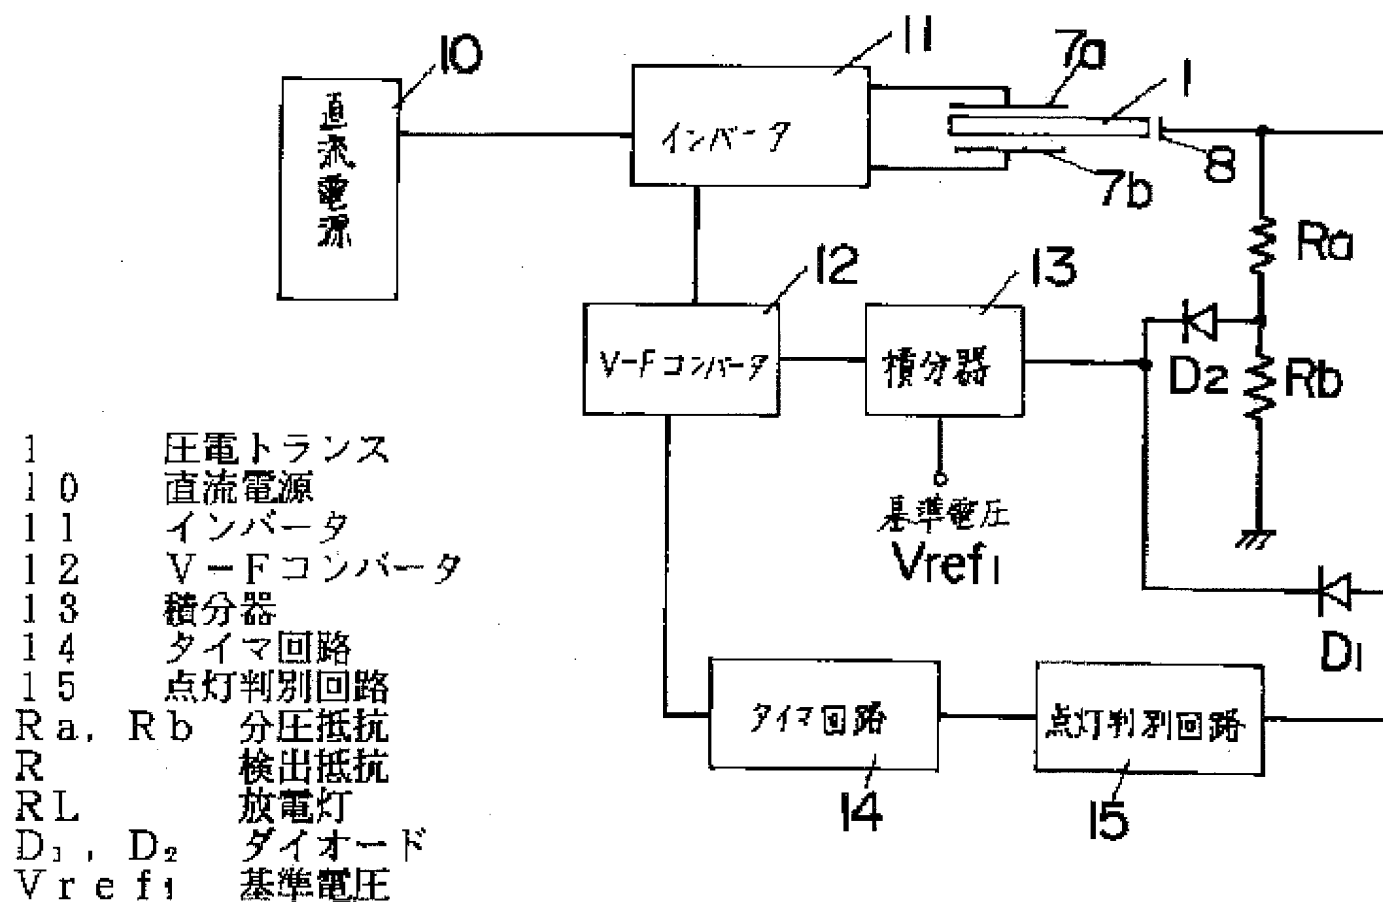 10
11
7a
1
直流電源
インバータ
8
7b
Ra
12
13
V-Fコンバータ
積分器
D2
Rb
基準電圧
Vref1
D1
タイマ回路
点灯判別回路
14
15
1 圧電トランス
10 直流電源
11 インバータ
12 V-Fコンバータ
13 積分器
14 タイマ回路
15 点灯判別回路
Ra, Rb 分圧抵抗
R 検出抵抗
RL 放電灯
D1, D2 ダイオード
Vref1 基準電圧